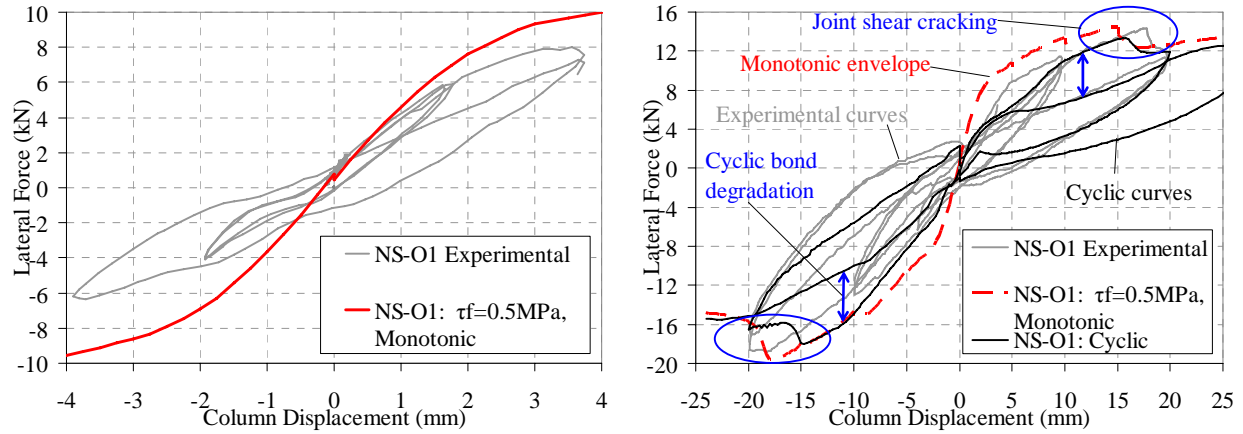 10
8
6
4
2
0
-2
-4
-6
-8
-10
Lateral Force (kN)
-4 -3 -2 -1 0 1 2 3 4
Column Displacement (mm)
NS-O1 Experimental
NS-O1: τf=0.5MPa,
Monotonic
20
16
12
8
4
0
-4
-8
-12
-16
-20
Lateral Force (kN)
-25 -20 -15 -10 -5 0 5 10 15 20 25
Column Displacement (mm)
Joint shear cracking
Monotonic envelope
Experimental curves
Cyclic bond
degradation
Cyclic curves
NS-O1 Experimental
NS-O1: τf=0.5MPa,
Monotonic
NS-O1: Cyclic